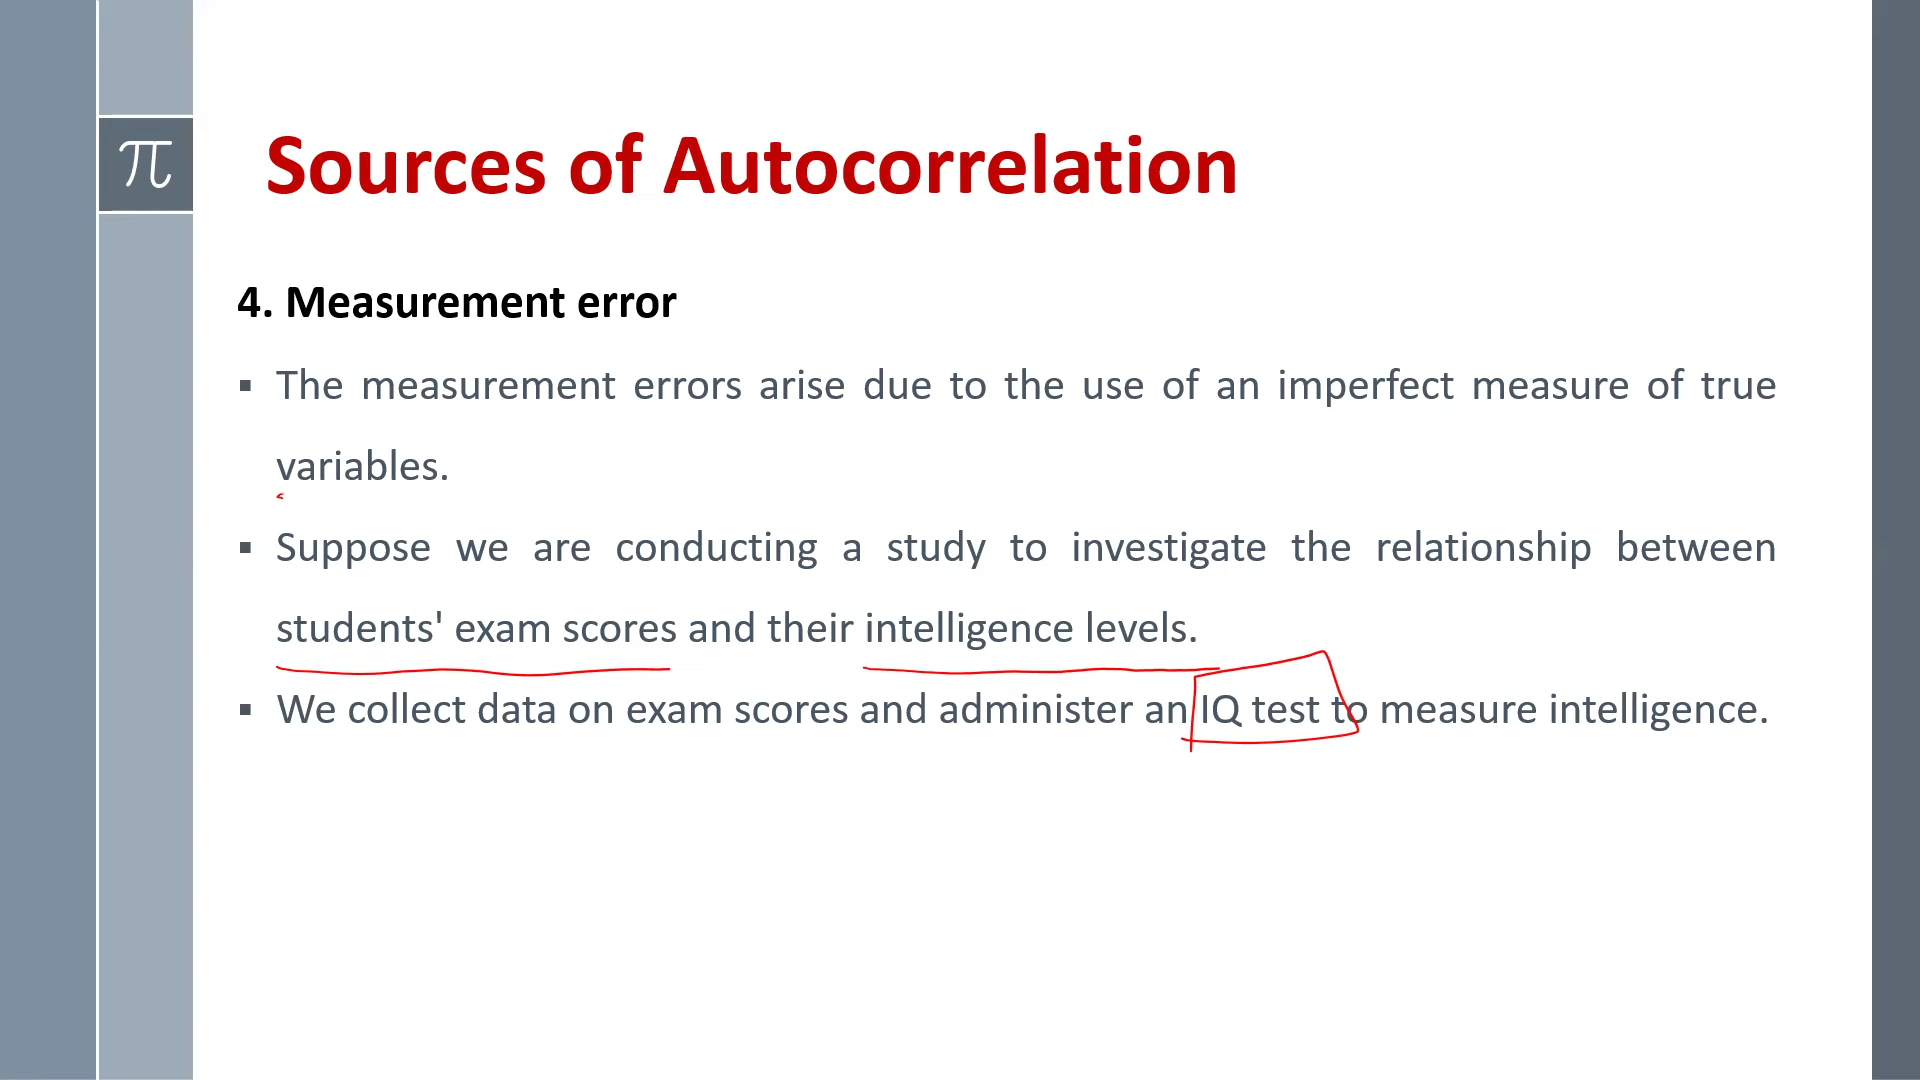 π
Sources of Autocorrelation
4. Measurement error
▪ The measurement errors arise due to the use of an imperfect measure of true
variables.
▪ Suppose we are conducting a study to investigate the relationship between
students' exam scores and their intelligence levels.
▪ We collect data on exam scores and administer an IQ test to measure intelligence.